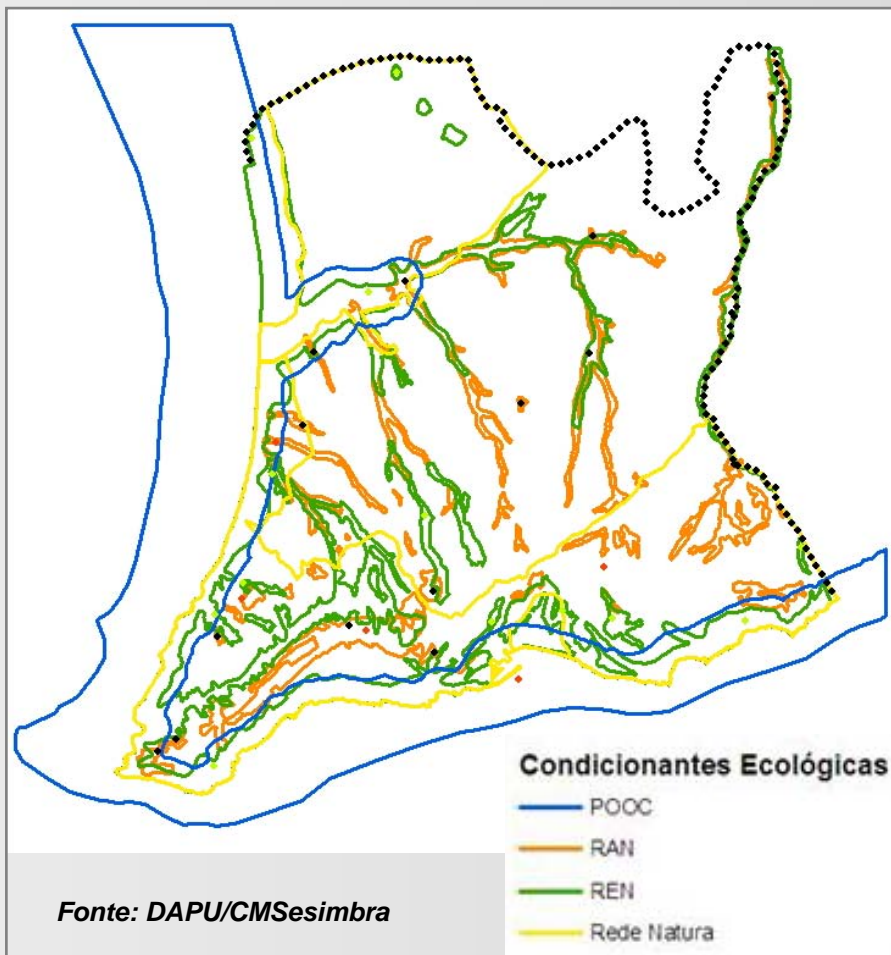 Condicionantes Ecológicas
POOC
RAN
REN
Rede Natura
Fonte: DAPU/CMSesimbra